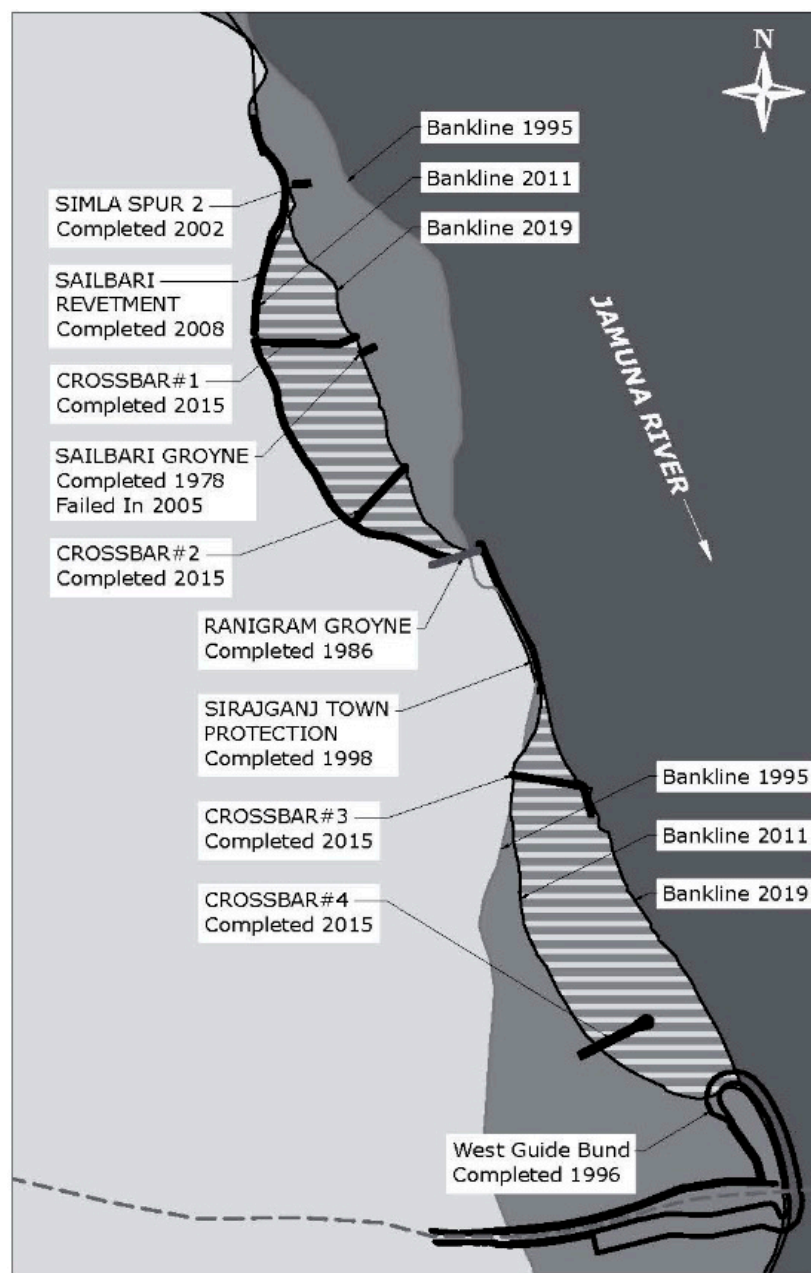 N
Bankline 1995
Bankline 2011
Bankline 2019
SIMLA SPUR 2
Completed 2002
SAILBARI
REVETMENT
Completed 2008
CROSSBAR#1
Completed 2015
SAILBARI GROYNE
Completed 1978
Failed In 2005
CROSSBAR#2
Completed 2015
JAMUNA RIVER
RANIGRAM GROYNE
Completed 1986
SIRAJGANJ TOWN
PROTECTION
Completed 1998
CROSSBAR#3
Completed 2015
CROSSBAR#4
Completed 2015
Bankline 1995
Bankline 2011
Bankline 2019
West Guide Bund
Completed 1996